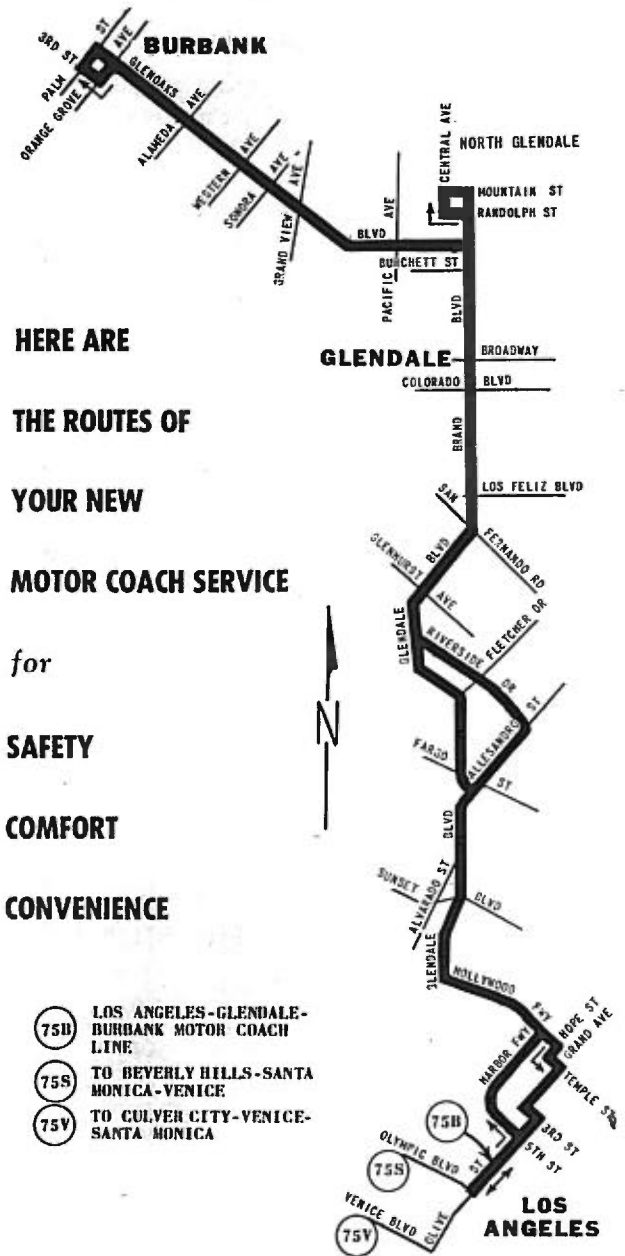 BURBANK
3RD ST
ST
AVE
PALM
ORANGE GROVE
GLENOAKS
ALAMEDA AVE
WESTERN AVE
SONORA AVE
GRAND VIEW AVE
BLVD
PACIFIC AVE
CENTRAL AVE
NORTH GLENDALE
MOUNTAIN ST
RANDOLPH ST
BURCHETT ST
BLVD
GLENDALE
BROADWAY
COLORADO BLVD
BRAND
LOS FELIZ BLVD
SAN FERNANDO RD
BLVD
GLENHURST AVE
GLENDALE
RIVERSIDE DR
FLETCHER DR
ALLESANDRO ST
FARGO ST
BLVD
ALVARADO ST
SUNSET BLVD
GLENDALE
HOLLYWOOD FWY
HARBOR FWY
HOPE ST
GRAND AVE
TEMPLE ST
3RD ST
5TH ST
75B
OLYMPIC BLVD
75S
ST
VENICE BLVD
75V
OLIVE
LOS
ANGELES
HERE ARE
THE ROUTES OF
YOUR NEW
MOTOR COACH SERVICE
for
SAFETY
COMFORT
CONVENIENCE
N
75B LOS ANGELES-GLENDALE-
BURBANK MOTOR COACH
LINE
75S TO BEVERLY HILLS-SANTA
MONICA-VENICE
75V TO CULVER CITY-VENICE-
SANTA MONICA